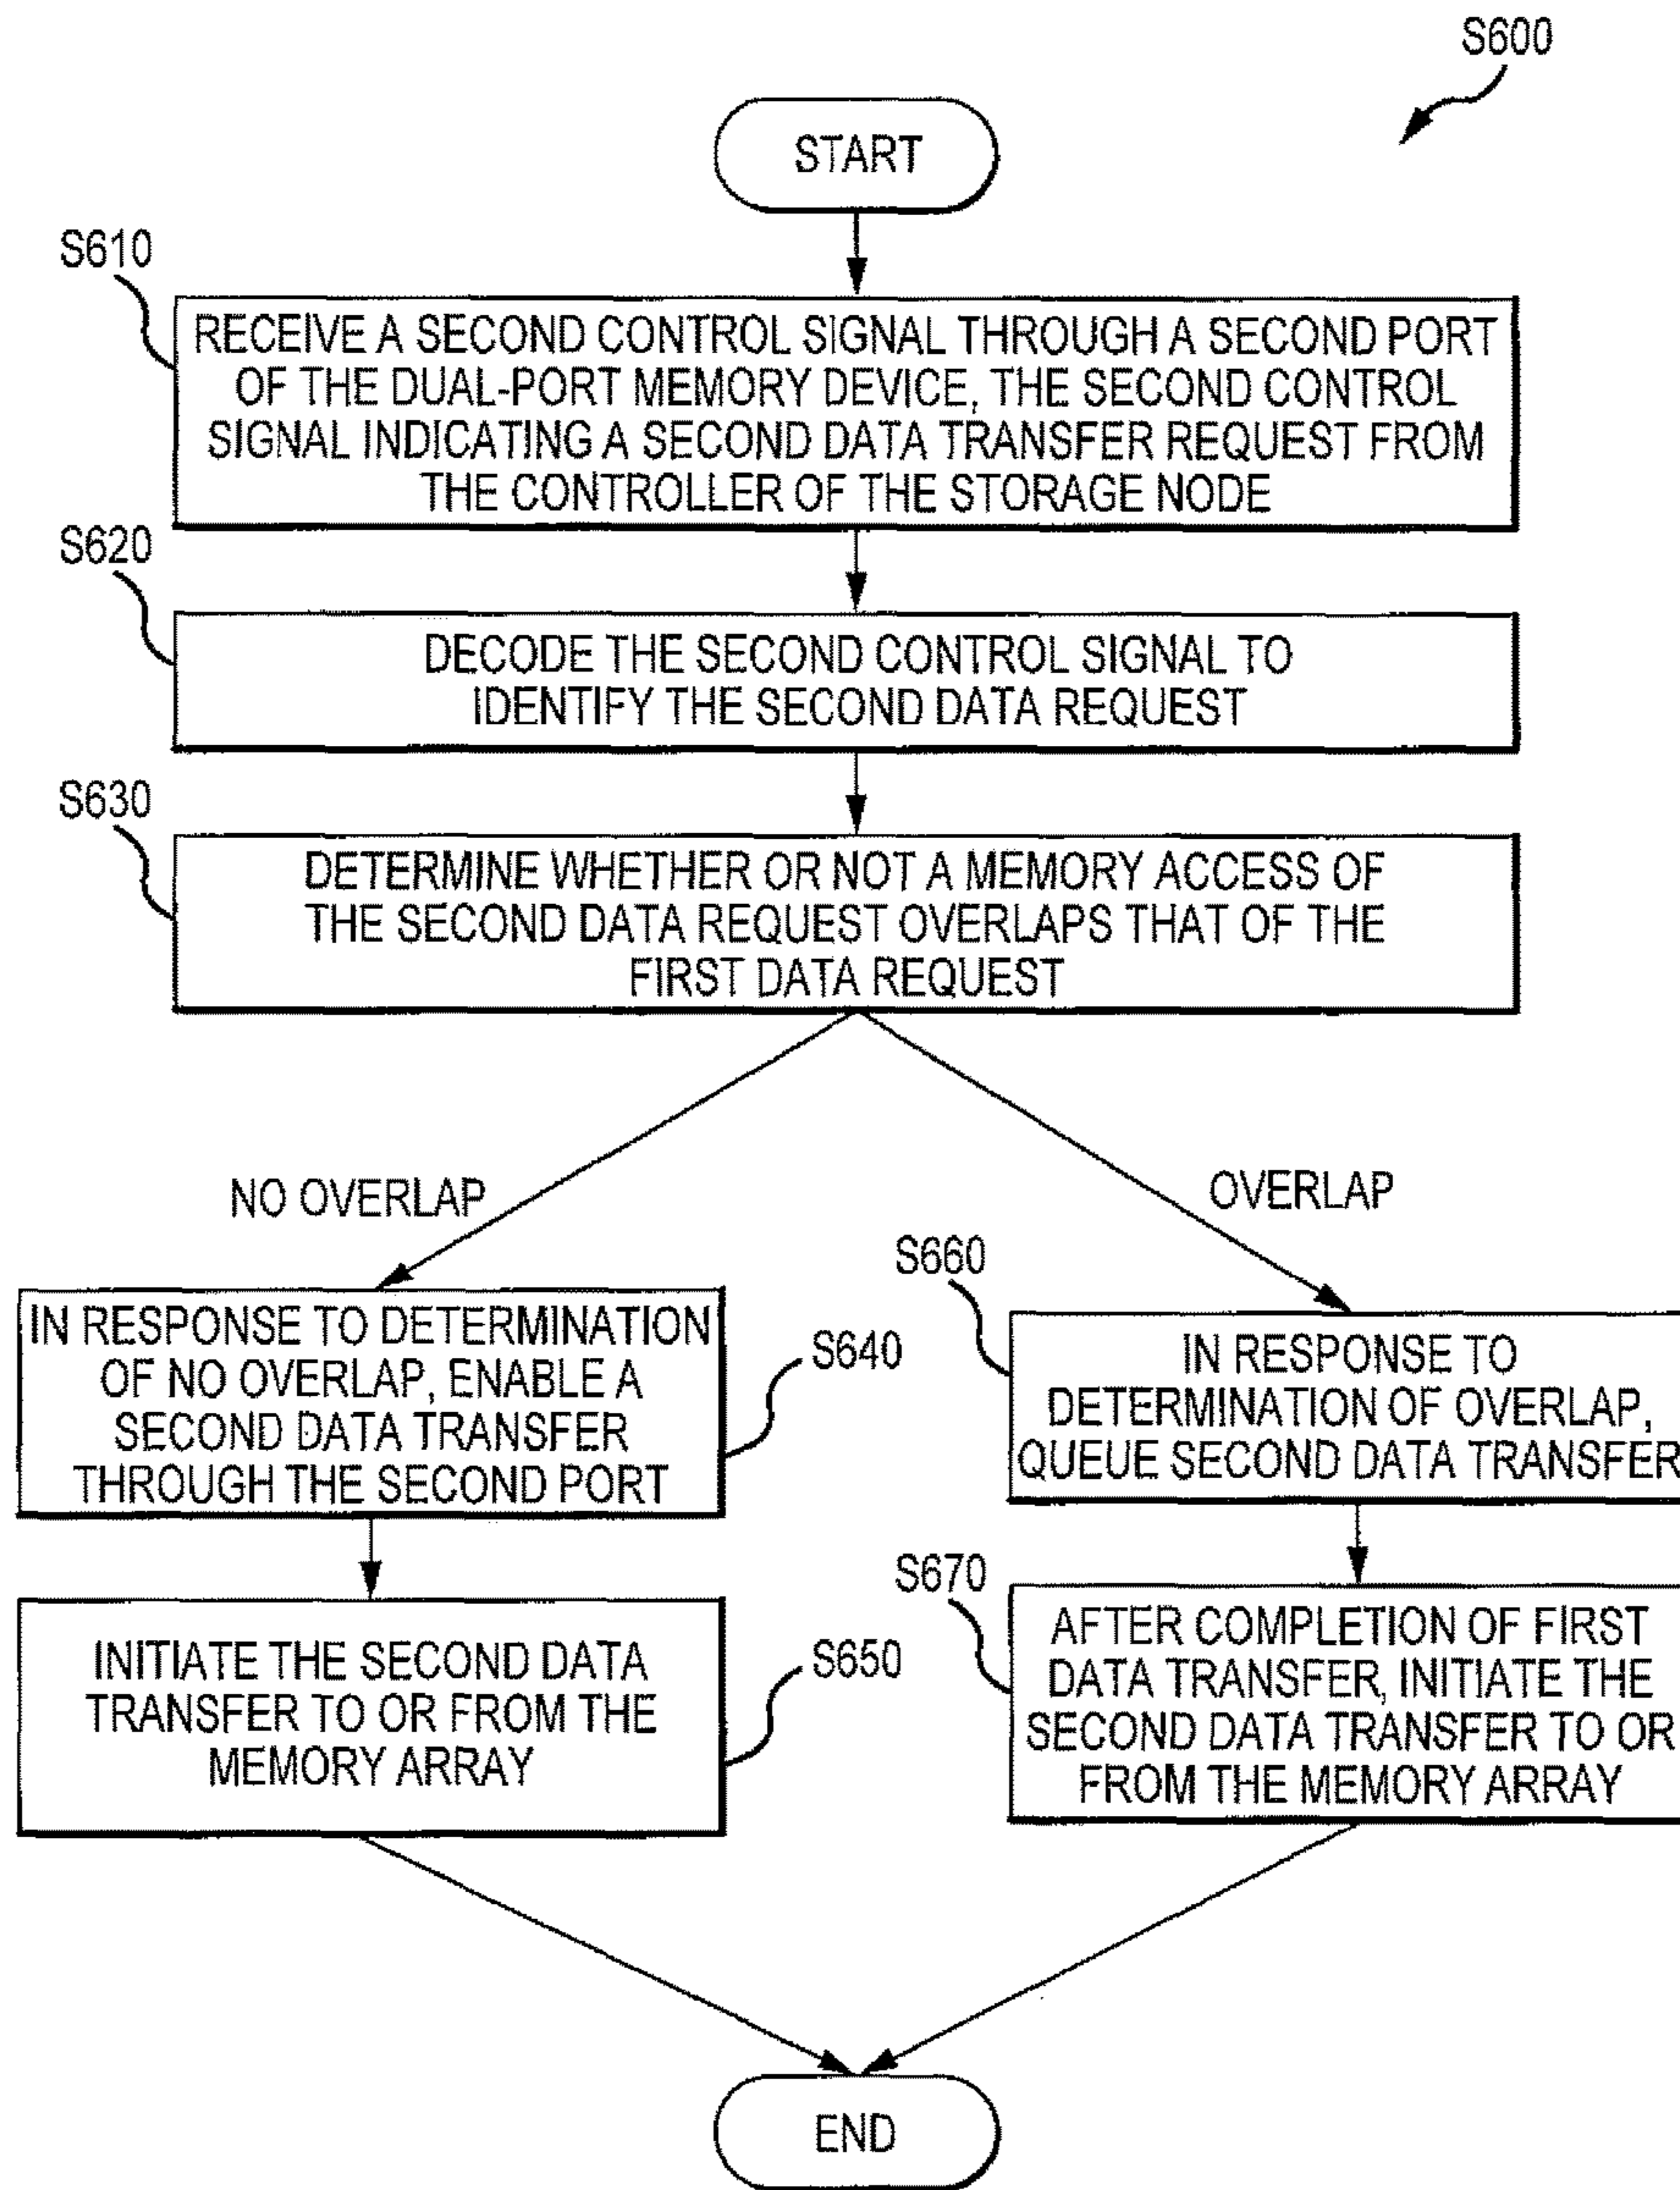 S600
START
S610
RECEIVE A SECOND CONTROL SIGNAL THROUGH A SECOND PORT
OF THE DUAL-PORT MEMORY DEVICE, THE SECOND CONTROL
SIGNAL INDICATING A SECOND DATA TRANSFER REQUEST FROM
THE CONTROLLER OF THE STORAGE NODE
S620
DECODE THE SECOND CONTROL SIGNAL TO
IDENTIFY THE SECOND DATA REQUEST
S630
DETERMINE WHETHER OR NOT A MEMORY ACCESS OF
THE SECOND DATA REQUEST OVERLAPS THAT OF THE
FIRST DATA REQUEST
NO OVERLAP
OVERLAP
IN RESPONSE TO DETERMINATION
OF NO OVERLAP, ENABLE A
SECOND DATA TRANSFER
THROUGH THE SECOND PORT
S640
S660
IN RESPONSE TO
DETERMINATION OF OVERLAP,
QUEUE SECOND DATA TRANSFER
INITIATE THE SECOND DATA
TRANSFER TO OR FROM THE
MEMORY ARRAY
S650
S670
AFTER COMPLETION OF FIRST
DATA TRANSFER, INITIATE THE
SECOND DATA TRANSFER TO OR
FROM THE MEMORY ARRAY
END